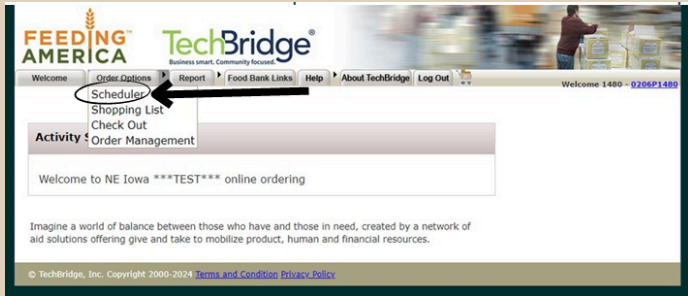 FEEDING
AMERICA
TechBridge®
Business smart. Community focused.
Welcome Order Options Report Food Bank Links Help About TechBridge Log Out
Welcome 1480 - 0206P1480
Scheduler
Shopping List
Check Out
Order Management
Activity S
Welcome to NE Iowa ***TEST*** online ordering
Imagine a world of balance between those who have and those in need, created by a network of
aid solutions offering give and take to mobilize product, human and financial resources.
© TechBridge, Inc. Copyright 2000-2024 Terms and Condition Privacy Policy